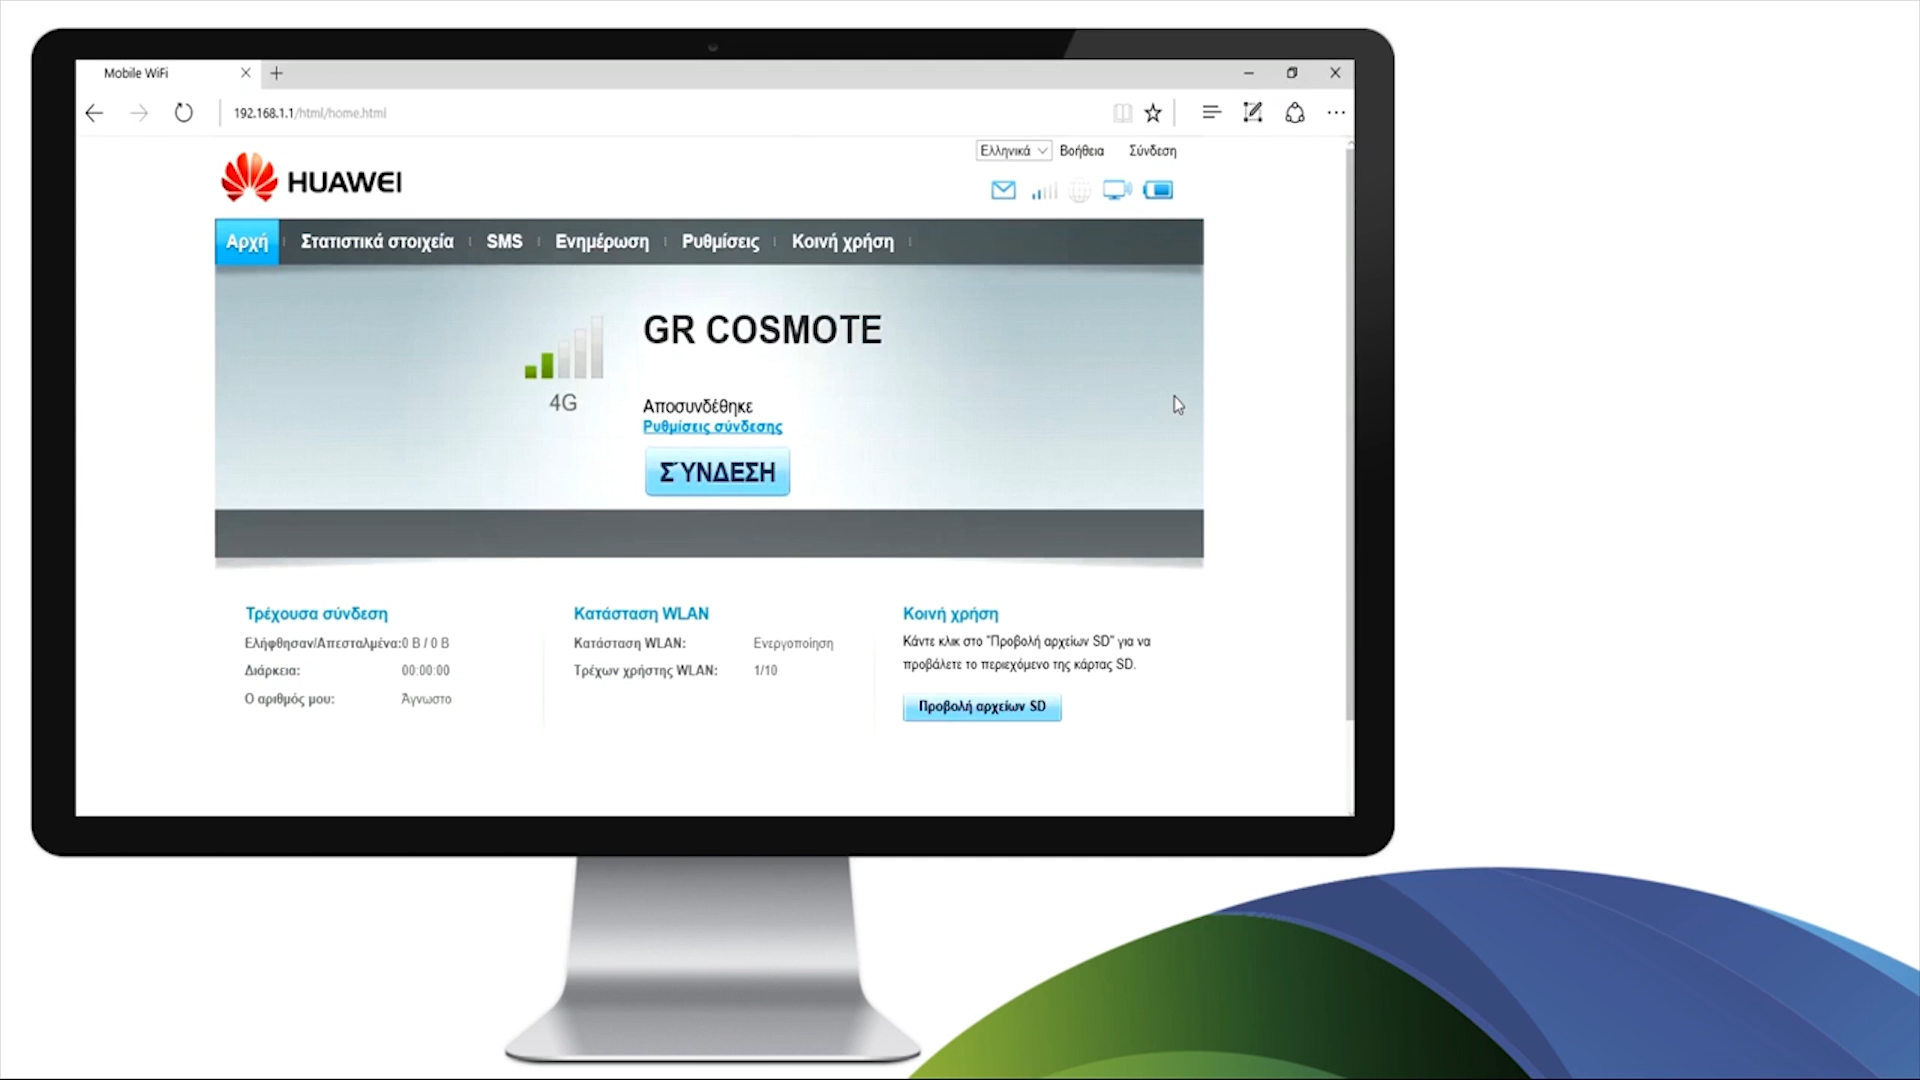 Mobile WiFi
192.168.1.1/html/home.html
Ελληνικά Βοήθεια Σύνδεση
HUAWEI
Αρχή Στατιστικά στοιχεία SMS Ενημέρωση Ρυθμίσεις Κοινή χρήση
GR COSMOTE
4G
Αποσυνδέθηκε
Ρυθμίσεις σύνδεσης
ΣΎΝΔΕΣΗ
Τρέχουσα σύνδεση
Ελήφθησαν/Απεσταλμένα:0 B / 0 B
Διάρκεια: 00:00:00
Ο αριθμός μου: Άγνωστο
Κατάσταση WLAN
Κατάσταση WLAN: Ενεργοποίηση
Τρέχων χρήστης WLAN: 1/10
Κοινή χρήση
Κάντε κλικ στο "Προβολή αρχείων SD" για να
προβάλετε το περιεχόμενο της κάρτας SD.
Προβολή αρχείων SD